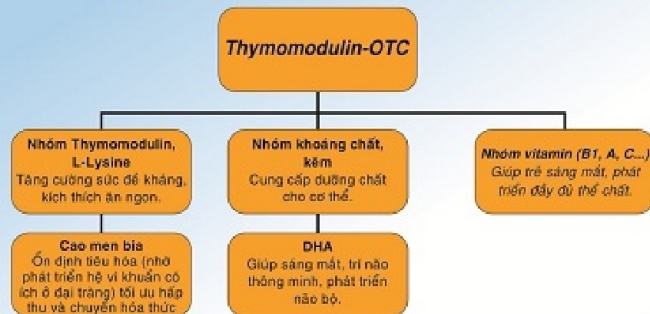 Thymomodulin-OTC
Nhóm Thymomodulin,
L-Lysine
Tăng cường sức đề kháng,
kích thích ăn ngon.
Nhóm khoáng chất,
kẽm
Cung cấp dưỡng chất
cho cơ thể.
Nhóm vitamin (B1, A, C...)
Giúp trẻ sáng mắt, phát
triển đầy đủ thể chất.
Cao men bia
Ổn định tiêu hóa (nhờ
phát triển hệ vi khuẩn có
ích ở đại tràng) tối ưu hấp
thu và chuyển hóa thức
DHA
Giúp sáng mắt, trí não
thông minh, phát triển
não bộ.